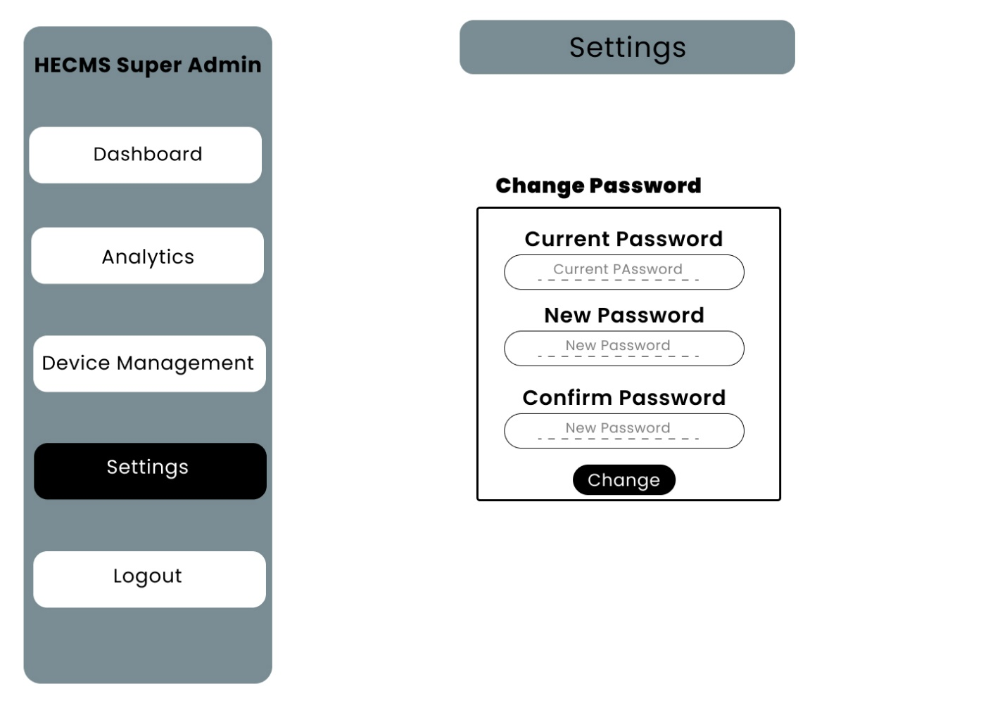 HECMS Super Admin
Dashboard
Analytics
Device Management
Settings
Logout
Settings
Change Password
Current Password
Current PAssword
New Password
New Password
Confirm Password
New Password
Change